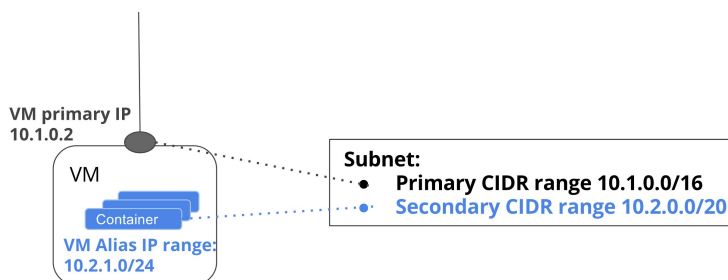 VM primary IP
10.1.0.2
VM
Container
VM Alias IP range:
10.2.1.0/24
Subnet:
Primary CIDR range 10.1.0.0/16
Secondary CIDR range 10.2.0.0/20